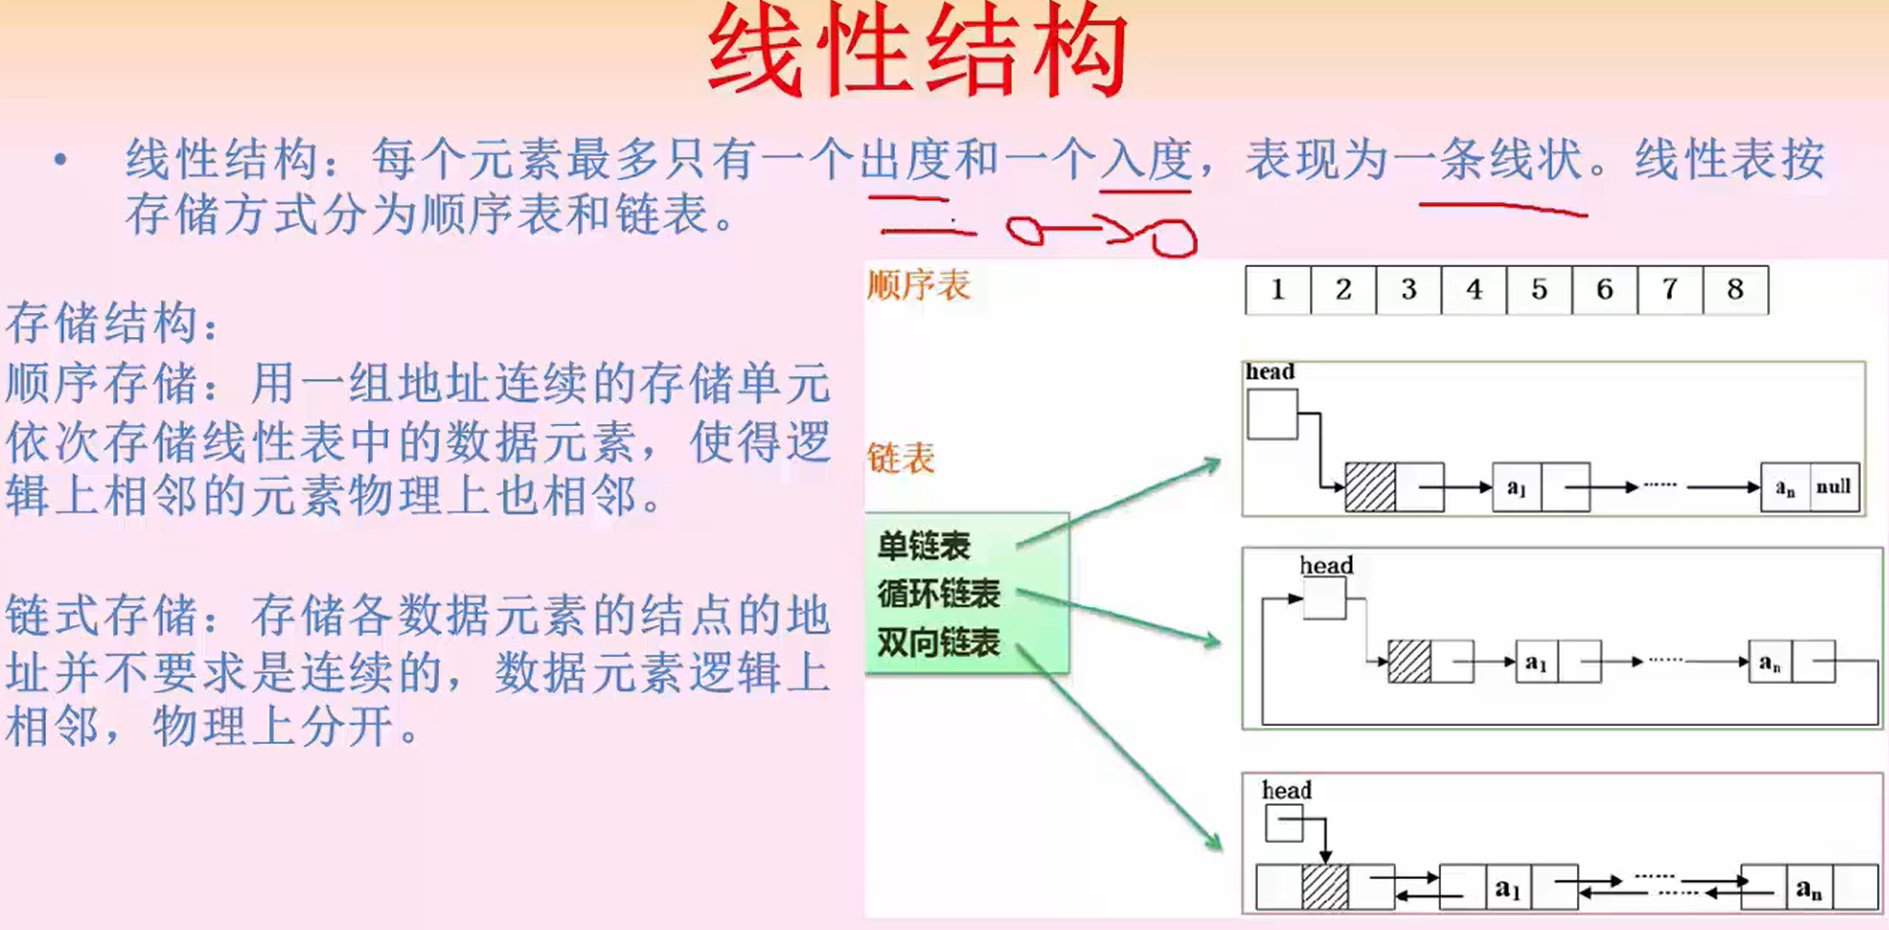 线性结构
• 线性结构：每个元素最多只有一个出度和一个入度，表现为一条线状。线性表按
存储方式分为顺序表和链表。
存储结构：
顺序存储：用一组地址连续的存储单元
依次存储线性表中的数据元素，使得逻
辑上相邻的元素物理上也相邻。
链式存储：存储各数据元素的结点的地
址并不要求是连续的，数据元素逻辑上
相邻，物理上分开。
顺序表
1 2 3 4 5 6 7 8
链表
单链表
循环链表
双向链表
head
a1 ...... an null
head
a1 ...... an
head
a1 ...... ...... an